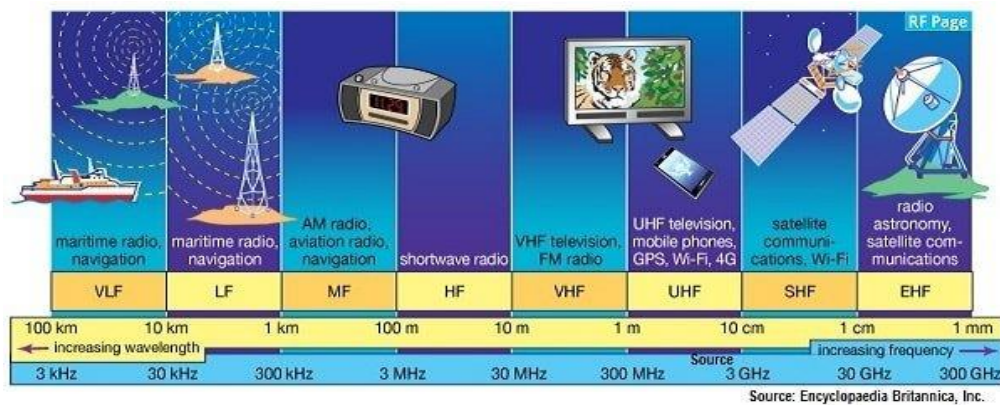 RF Page
11:29
maritime radio,
navigation
maritime radio,
navigation
AM radio,
aviation radio,
navigation
shortwave radio
VHF television,
FM radio
UHF television,
mobile phones,
GPS, Wi-Fi, 4G
satellite
communi-
cations, Wi-Fi
radio
astronomy,
satellite com-
munications
VLF LF MF HF VHF UHF SHF EHF
100 km 10 km 1 km 100 m 10 m 1 m 10 cm 1 cm 1 mm
increasing wavelength
Source
increasing frequency
3 kHz 30 kHz 300 kHz 3 MHz 30 MHz 300 MHz 3 GHz 30 GHz 300 GHz
Source: Encyclopaedia Britannica, Inc.